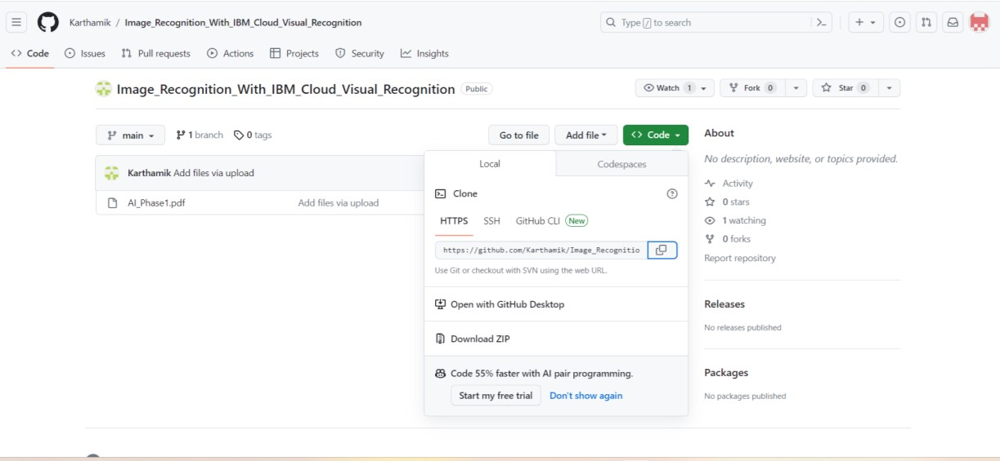 Karthamik / Image_Recognition_With_IBM_Cloud_Visual_Recognition
Type / to search
Code Issues Pull requests Actions Projects Security Insights
Image_Recognition_With_IBM_Cloud_Visual_Recognition Public
Watch 1 Fork 0 Star 0
main 1 branch 0 tags
Go to file Add file Code
Karthamik Add files via upload
AI_Phase1.pdf Add files via upload
Local Codespaces
Clone
HTTPS SSH GitHub CLI New
https://github.com/Karthamik/Image_Recognitio
Use Git or checkout with SVN using the web URL.
Open with GitHub Desktop
Download ZIP
Code 55% faster with AI pair programming.
Start my free trial Don't show again
About
No description, website, or topics provided.
Activity
0 stars
1 watching
0 forks
Report repository
Releases
No releases published
Packages
No packages published